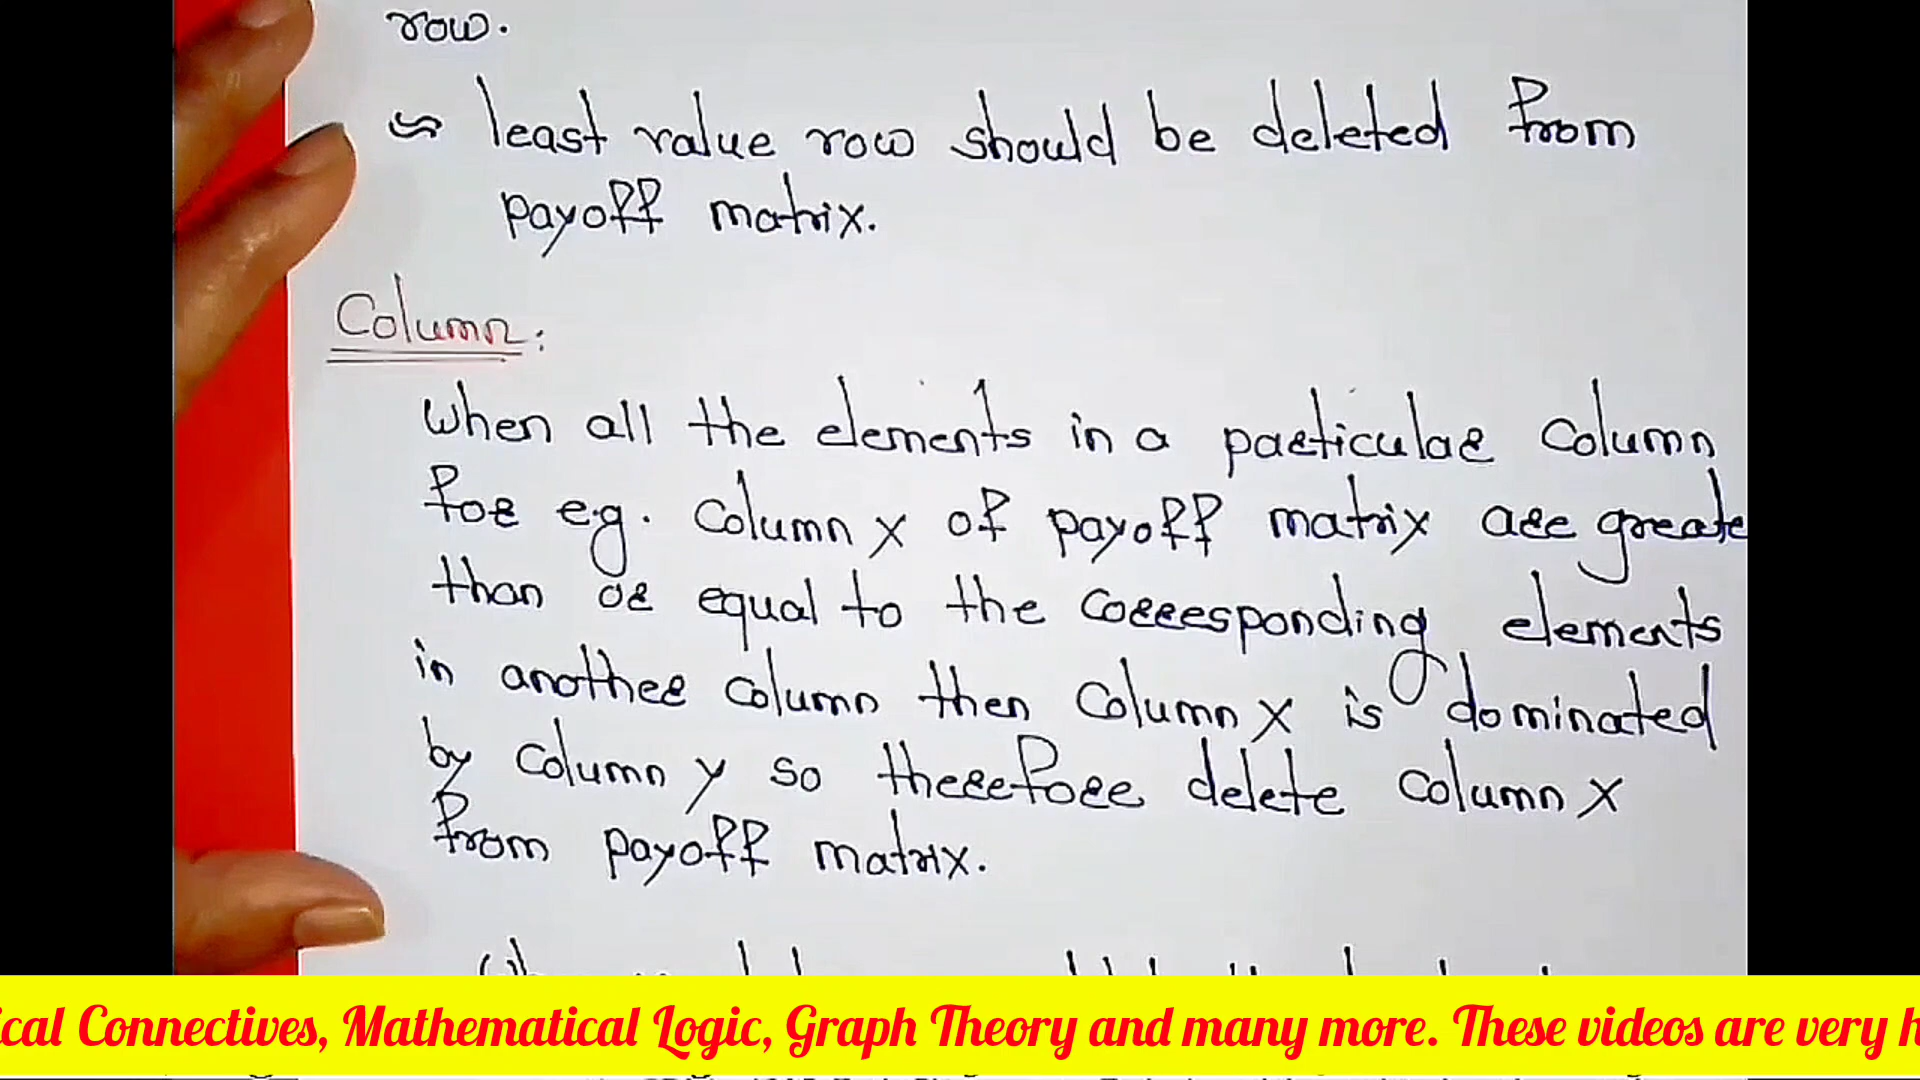 row.
⇒ least value row should be deleted from
payoff matrix.
Column:
When all the elements in a particular column
for e.g. column x of payoff matrix are greate
than or equal to the corresponding elements
in another column then column x is dominated
by column y so therefore delete column x
from payoff matrix.
ical Connectives, Mathematical Logic, Graph Theory and many more. These videos are very h